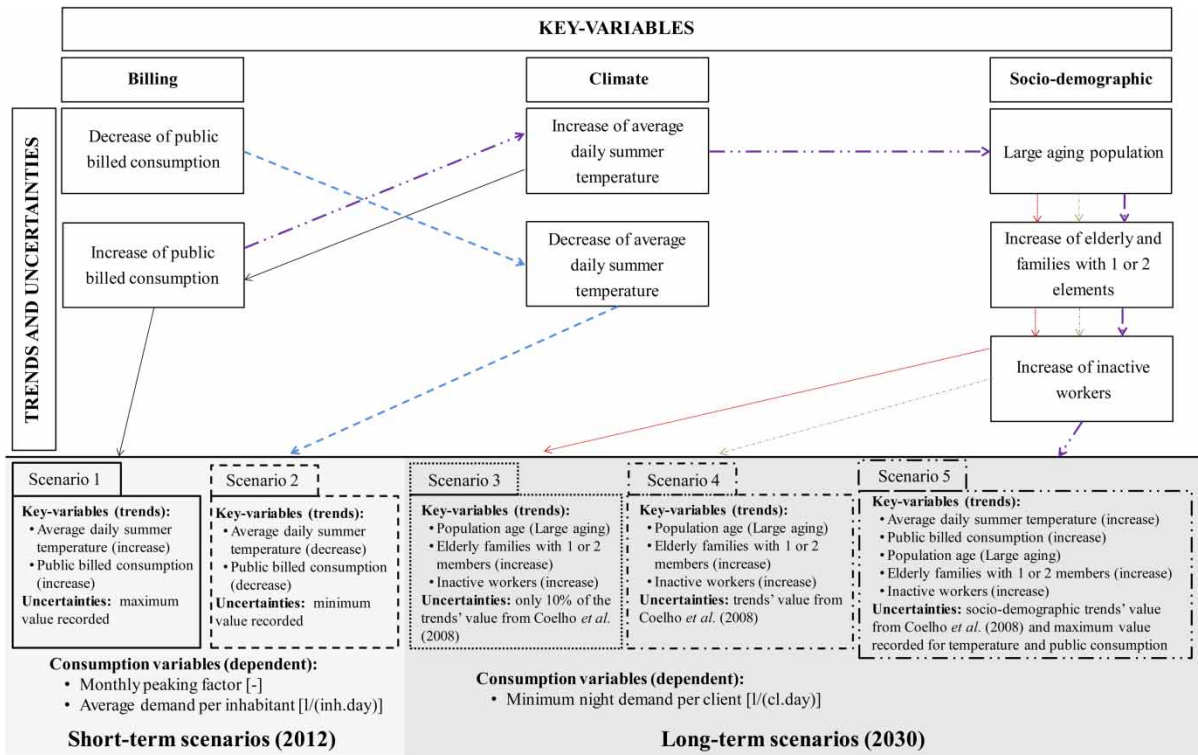 KEY-VARIABLES
Billing
Climate
Socio-demographic
TRENDS AND UNCERTAINTIES
Decrease of public
billed consumption
Increase of average
daily summer
temperature
Large aging population
Increase of public
billed consumption
Decrease of average
daily summer
temperature
Increase of elderly and
families with 1 or 2
elements
Increase of inactive
workers
Scenario 1
Key-variables (trends):
• Average daily summer
temperature (increase)
• Public billed consumption
(increase)
Uncertainties: maximum
value recorded
Scenario 2
Key-variables (trends):
• Average daily summer
temperature (decrease)
• Public billed consumption
(decrease)
Uncertainties: minimum
value recorded
Scenario 3
Key-variables (trends):
• Population age (Large aging)
• Elderly families with 1 or 2
members (increase)
• Inactive workers (increase)
Uncertainties: only 10% of the
trends' value from Coelho et al.
(2008)
Scenario 4
Key-variables (trends):
• Population age (Large aging)
• Elderly families with 1 or 2
members (increase)
• Inactive workers (increase)
Uncertainties: trends' value from
Coelho et al. (2008)
Scenario 5
Key-variables (trends):
• Average daily summer temperature (increase)
• Public billed consumption (increase)
• Population age (Large aging)
• Elderly families with 1 or 2 members (increase)
• Inactive workers (increase)
Uncertainties: socio-demographic trends' value
from Coelho et al. (2008) and maximum value
recorded for temperature and public consumption
Consumption variables (dependent):
• Monthly peaking factor [-]
• Average demand per inhabitant [l/(inh.day)]
Short-term scenarios (2012)
Consumption variables (dependent):
• Minimum night demand per client [l/(cl.day)]
Long-term scenarios (2030)